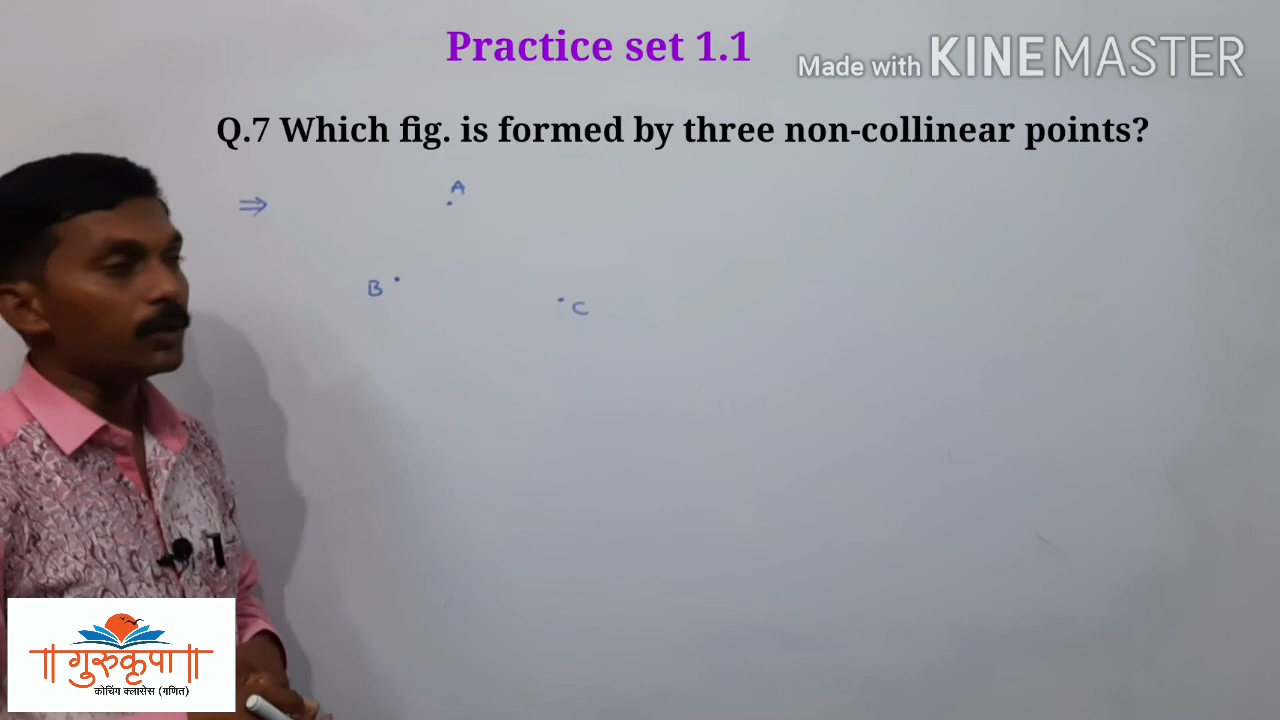 Practice set 1.1
Made with KINEMASTER
Q.7 Which fig. is formed by three non-collinear points?
⇒
A
B
C
॥ गुरुकृपा ॥
कोचिंग क्लासेस (गणित)